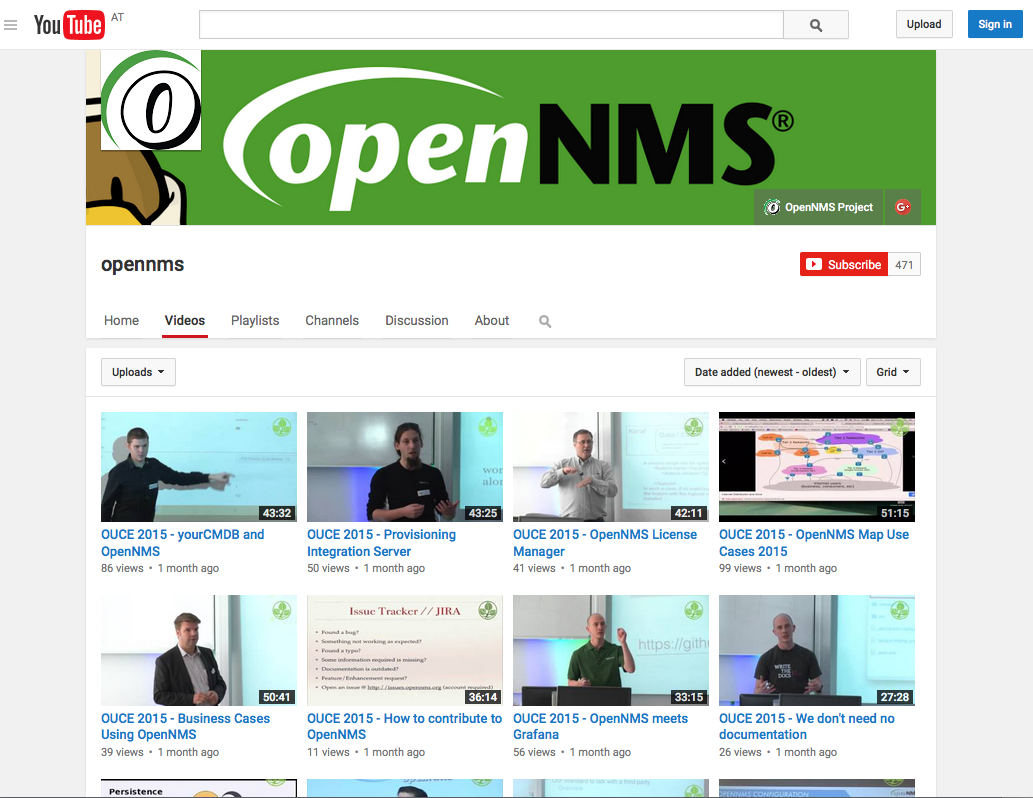 YouTube AT
Upload
Sign in
openNMS®
OpenNMS Project
G+
opennms
Subscribe 471
Home Videos Playlists Channels Discussion About
Uploads
Date added (newest - oldest)
Grid
43:32
43:25
42:11
51:15
OUCE 2015 - yourCMDB and
OpenNMS
86 views • 1 month ago
OUCE 2015 - Provisioning
Integration Server
50 views • 1 month ago
OUCE 2015 - OpenNMS License
Manager
41 views • 1 month ago
OUCE 2015 - OpenNMS Map Use
Cases 2015
99 views • 1 month ago
50:41
Issue Tracker // JIRA
• Found a bug?
• Something not working as expected?
• Found a typo?
• Some information required is missing?
• Documentation is outdated?
• Feature/Enhancement request?
• Open an issue @ http://issues.opennms.org (account required)
36:14
https://gith
33:15
WRITE
THE
DOCS
27:28
OUCE 2015 - Business Cases
Using OpenNMS
39 views • 1 month ago
OUCE 2015 - How to contribute to
OpenNMS
11 views • 1 month ago
OUCE 2015 - OpenNMS meets
Grafana
56 views • 1 month ago
OUCE 2015 - We don't need no
documentation
26 views • 1 month ago
Persistence
OPENNMS CONFIGURATION